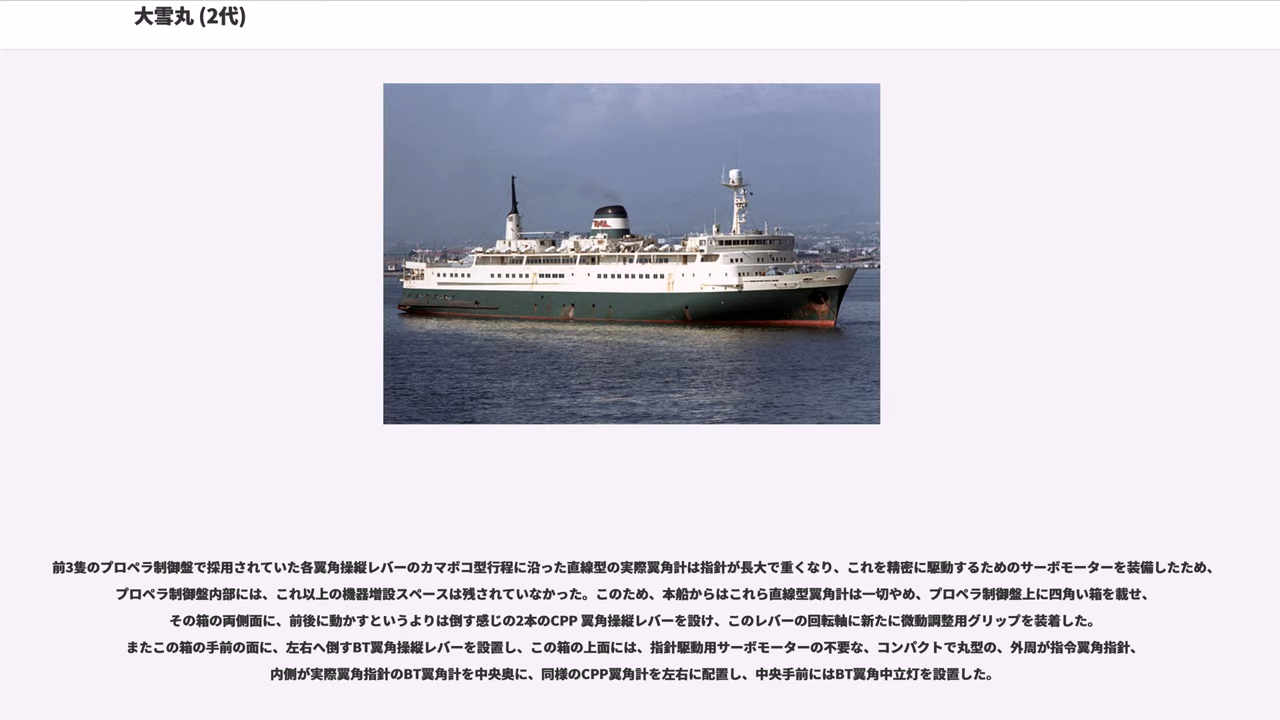 大雪丸 (2代)
前3隻のプロペラ制御盤で採用されていた各翼角操縦レバーのカマボコ型行程に沿った直線型の実際翼角計は指針が長大で重くなり、これを精密に駆動するためのサーボモーターを装備したため、
プロペラ制御盤内部には、これ以上の機器増設スペースは残されていなかった。このため、本船からはこれら直線型翼角計は一切やめ、プロペラ制御盤上に四角い箱を載せ、
その箱の両側面に、前後に動かすというよりは倒す感じの2本のCPP 翼角操縦レバーを設け、このレバーの回転軸に新たに微動調整用グリップを装着した。
またこの箱の手前の面に、左右へ倒すBT翼角操縦レバーを設置し、この箱の上面には、指針駆動用サーボモーターの不要な、コンパクトで丸型の、外周が指令翼角指針、
内側が実際翼角指針のBT翼角計を中央奥に、同様のCPP翼角計を左右に配置し、中央手前にはBT翼角中立灯を設置した。